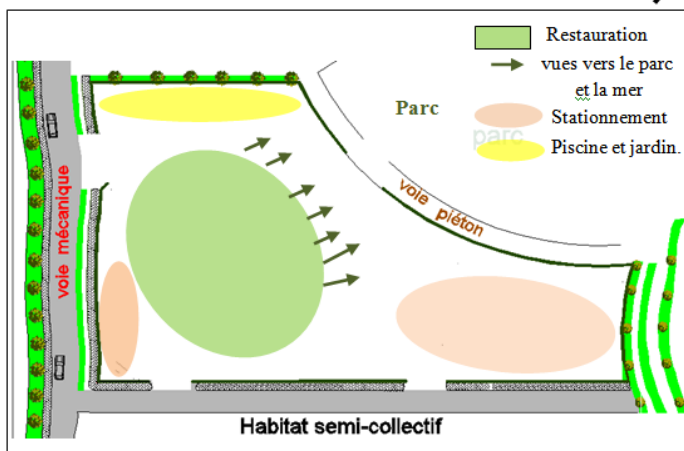 Restauration
vues vers le parc
et la mer
Parc
Stationnement
parc
Piscine et jardin.
voie mécanique
voie piéton
Habitat semi-collectif